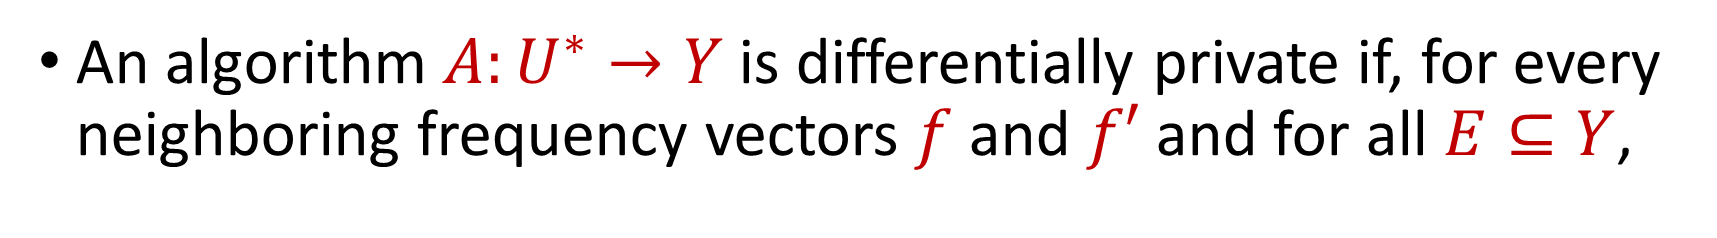 • An algorithm A: U* → Y is differentially private if, for every
neighboring frequency vectors f and f′ and for all E ⊆ Y,